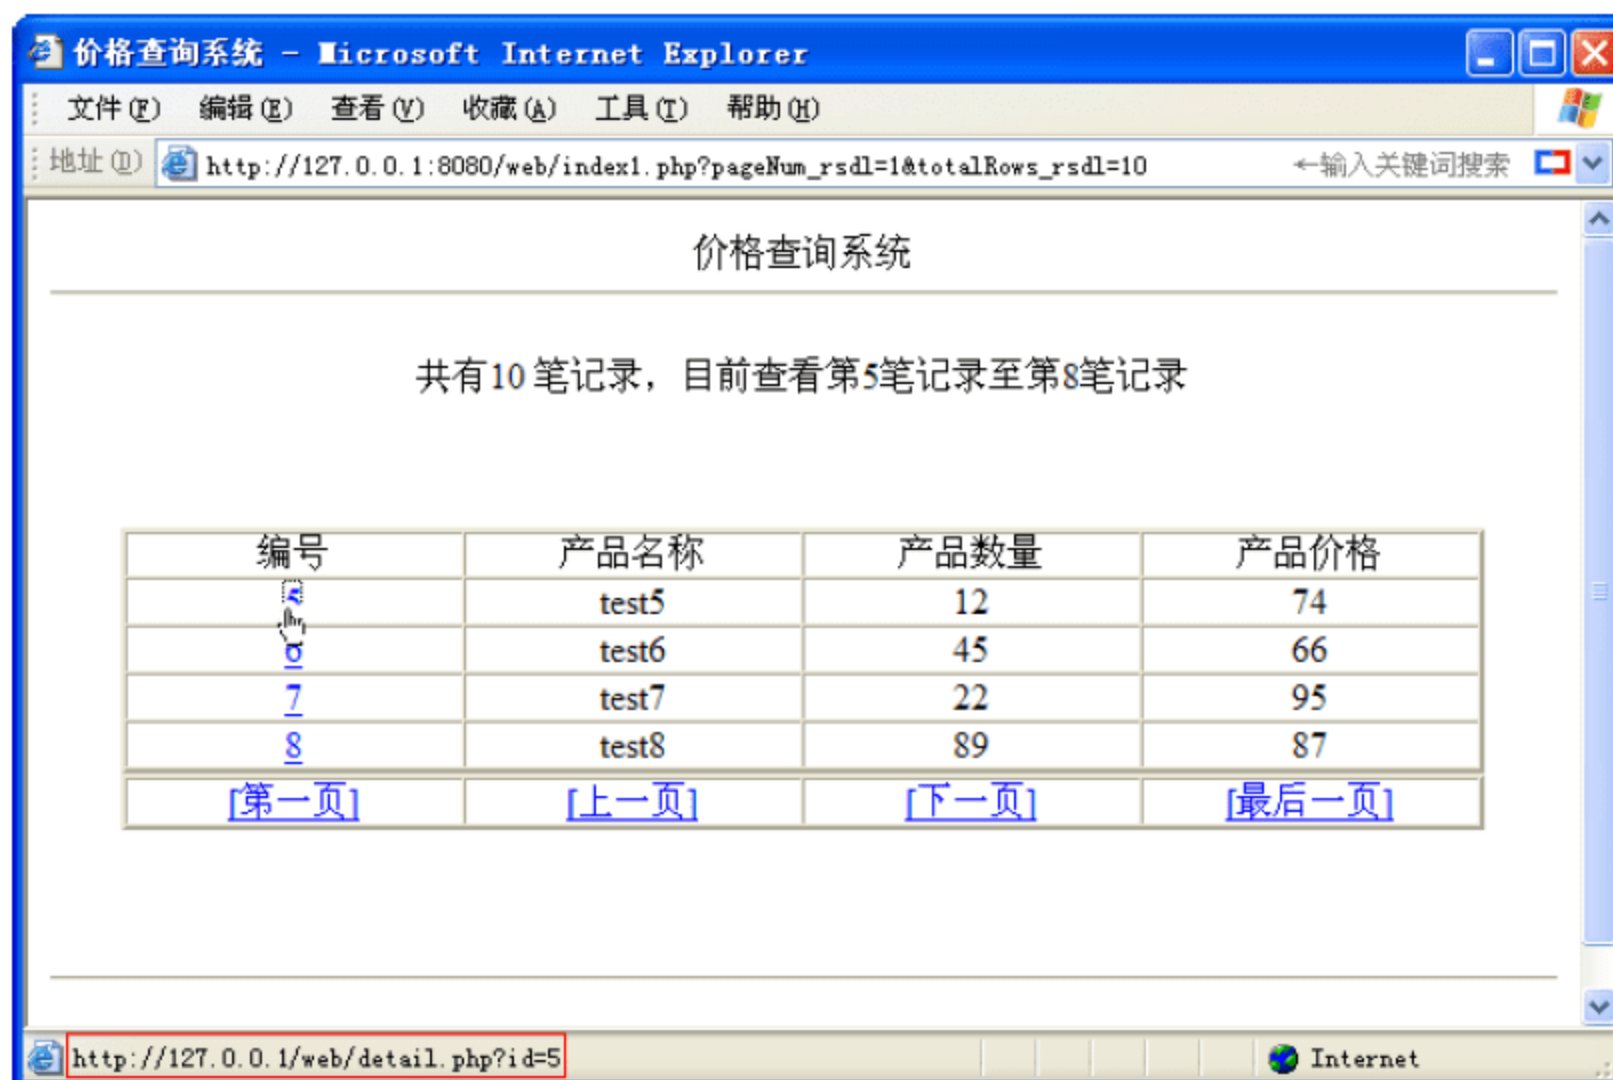 价格查询系统 - Microsoft Internet Explorer
文件(F) 编辑(E) 查看(V) 收藏(A) 工具(T) 帮助(H)
地址(D) http://127.0.0.1:8080/web/index1.php?pageNum_rsdl=1&totalRows_rsdl=10 ←输入关键词搜索
价格查询系统
共有10 笔记录，目前查看第5笔记录至第8笔记录
编号 产品名称 产品数量 产品价格
5 test5 12 74
6 test6 45 66
7 test7 22 95
8 test8 89 87
[第一页] [上一页] [下一页] [最后一页]
http://127.0.0.1/web/detail.php?id=5 Internet